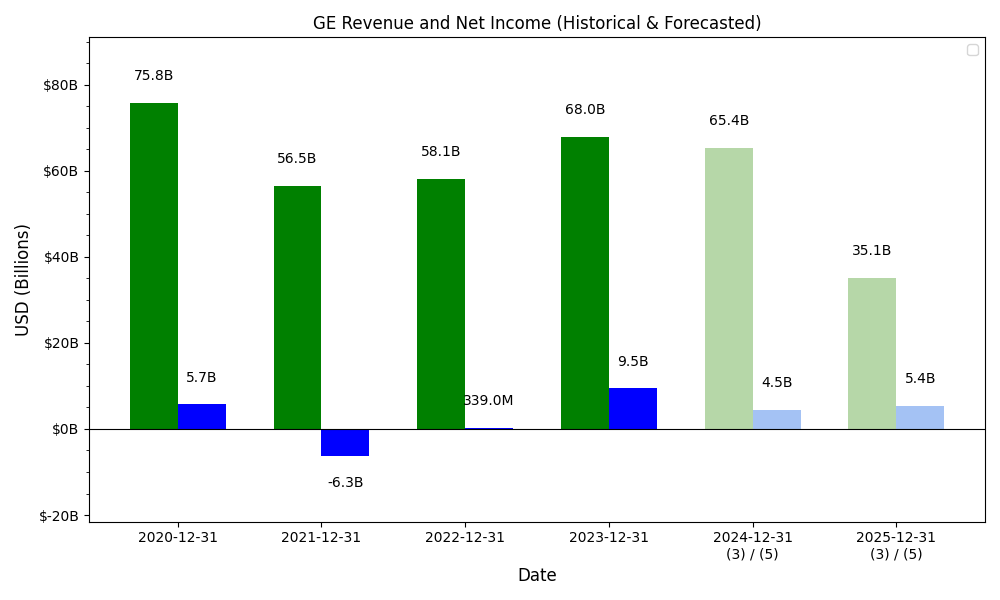 GE Revenue and Net Income (Historical & Forecasted)
USD (Billions)
$80B
$60B
$40B
$20B
$0B
$-20B
75.8B
5.7B
56.5B
-6.3B
58.1B
339.0M
68.0B
9.5B
65.4B
4.5B
35.1B
5.4B
2020-12-31
2021-12-31
2022-12-31
2023-12-31
2024-12-31
(3) / (5)
2025-12-31
(3) / (5)
Date